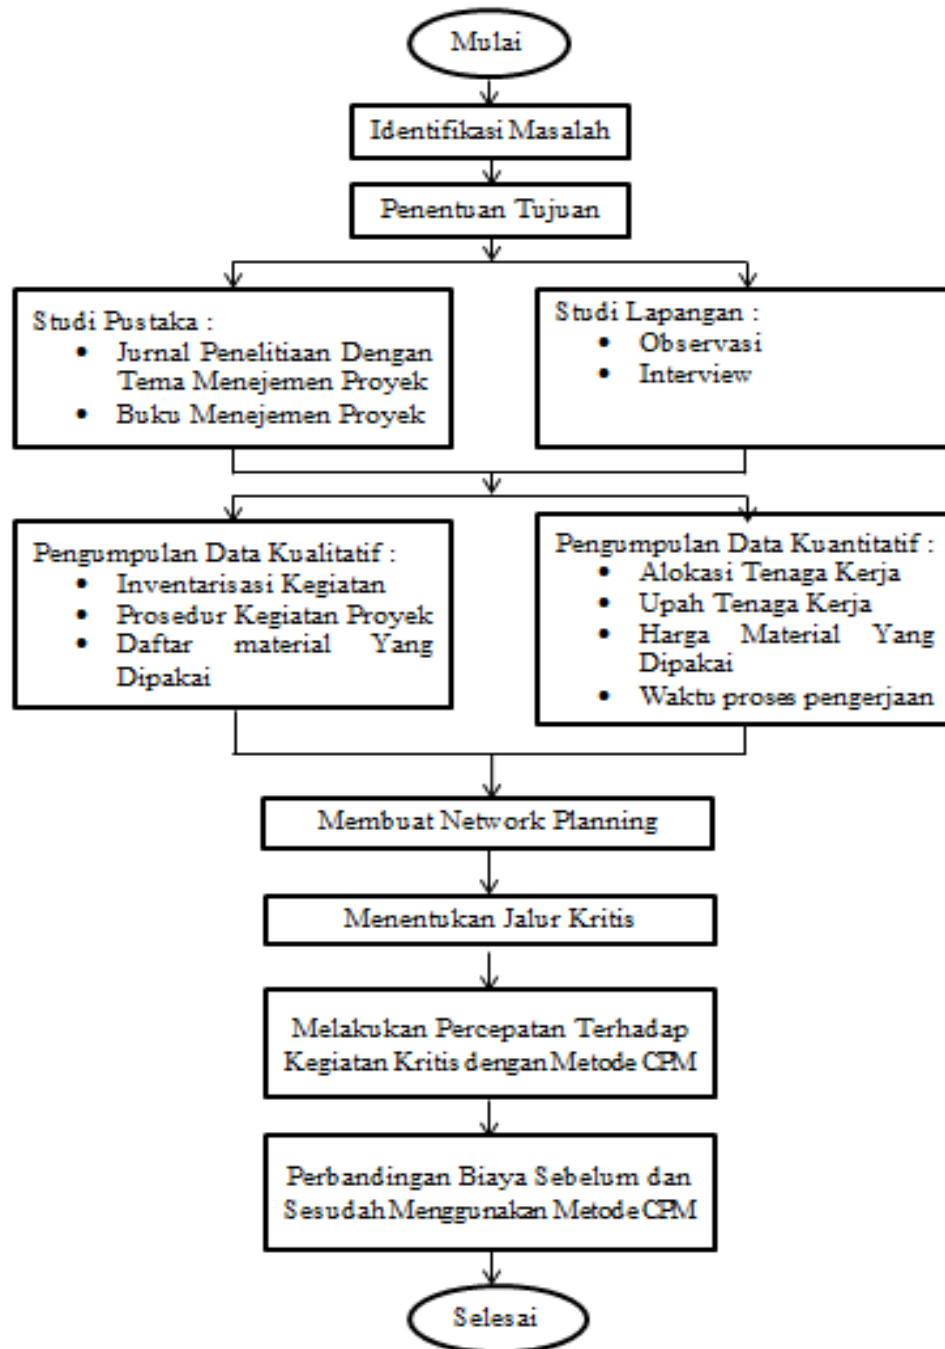 Mulai
Identifikasi Masalah
Penentuan Tujuan
Studi Pustaka :
• Jurnal Penelitiaan Dengan
Tema Menejemen Proyek
• Buku Menejemen Proyek
Studi Lapangan :
• Observasi
• Interview
Pengumpulan Data Kualitatif :
• Inventarisasi Kegiatan
• Prosedur Kegiatan Proyek
• Daftar material Yang
Dipakai
Pengumpulan Data Kuantitatif :
• Alokasi Tenaga Kerja
• Upah Tenaga Kerja
• Harga Material Yang
Dipakai
• Waktu proses pengerjaan
Membuat Network Planning
Menentukan Jalur Kritis
Melakukan Percepatan Terhadap
Kegiatan Kritis dengan Metode CPM
Perbandingan Biaya Sebelum dan
Sesudah Menggunakan Metode CPM
Selesai